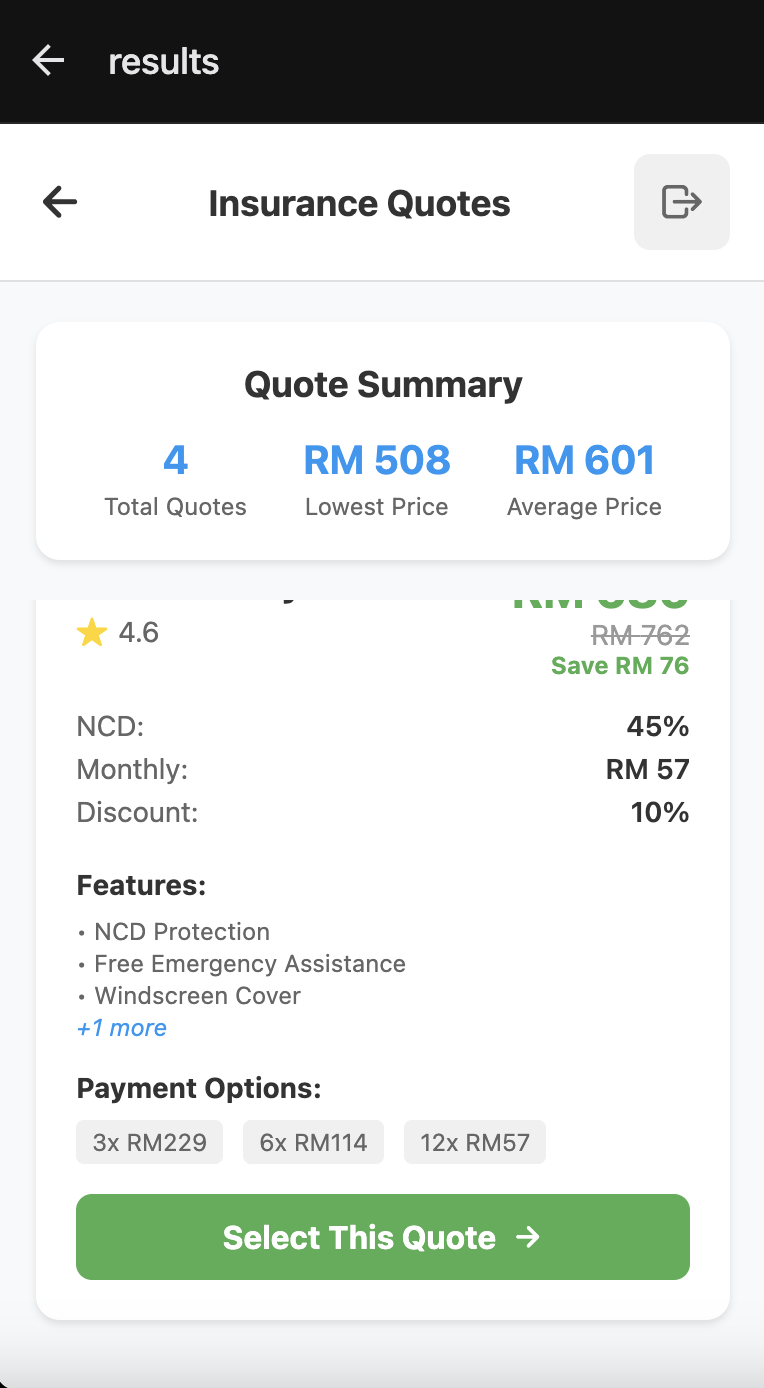 results
Insurance Quotes
Quote Summary
4 RM 508 RM 601
Total Quotes Lowest Price Average Price
4.6
RM 762
Save RM 76
NCD: 45%
Monthly: RM 57
Discount: 10%
Features:
• NCD Protection
• Free Emergency Assistance
• Windscreen Cover
+1 more
Payment Options:
3x RM229 6x RM114 12x RM57
Select This Quote →